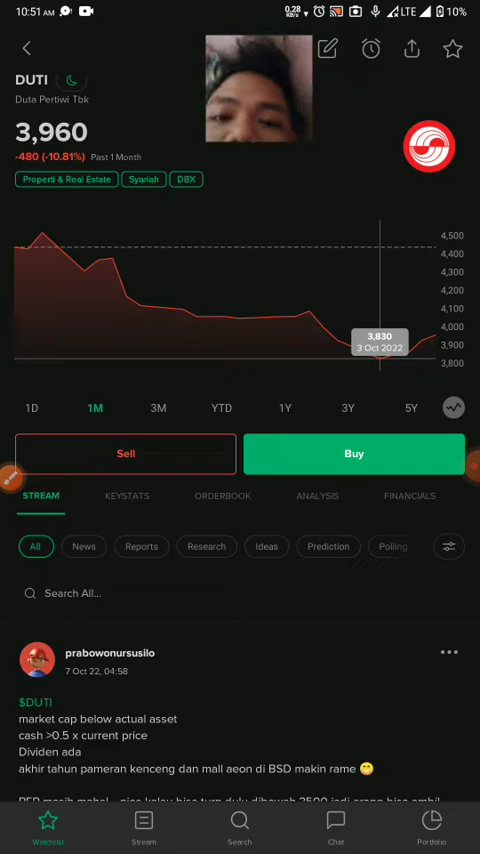 10:51 AM
0.28
KB/s
LTE
10%
DUTI
Duta Pertiwi Tbk
3,960
-480 (-10.81%) Past 1 Month
Properti & Real Estate Syariah DBX
4,500
4,400
4,300
4,200
4,100
4,000
3,900
3,800
3,830
3 Oct 2022
1D 1M 3M YTD 1Y 3Y 5Y
Sell Buy
STREAM KEYSTATS ORDERBOOK ANALYSIS FINANCIALS
All News Reports Research Ideas Prediction Polling
Search All...
prabowonursusilo
7 Oct 22, 04:58
$DUTI
market cap below actual asset
cash >0.5 x current price
Dividen ada
akhir tahun pameran kenceng dan mall aeon di BSD makin rame 😋
Watchlist Stream Search Chat Portfolio